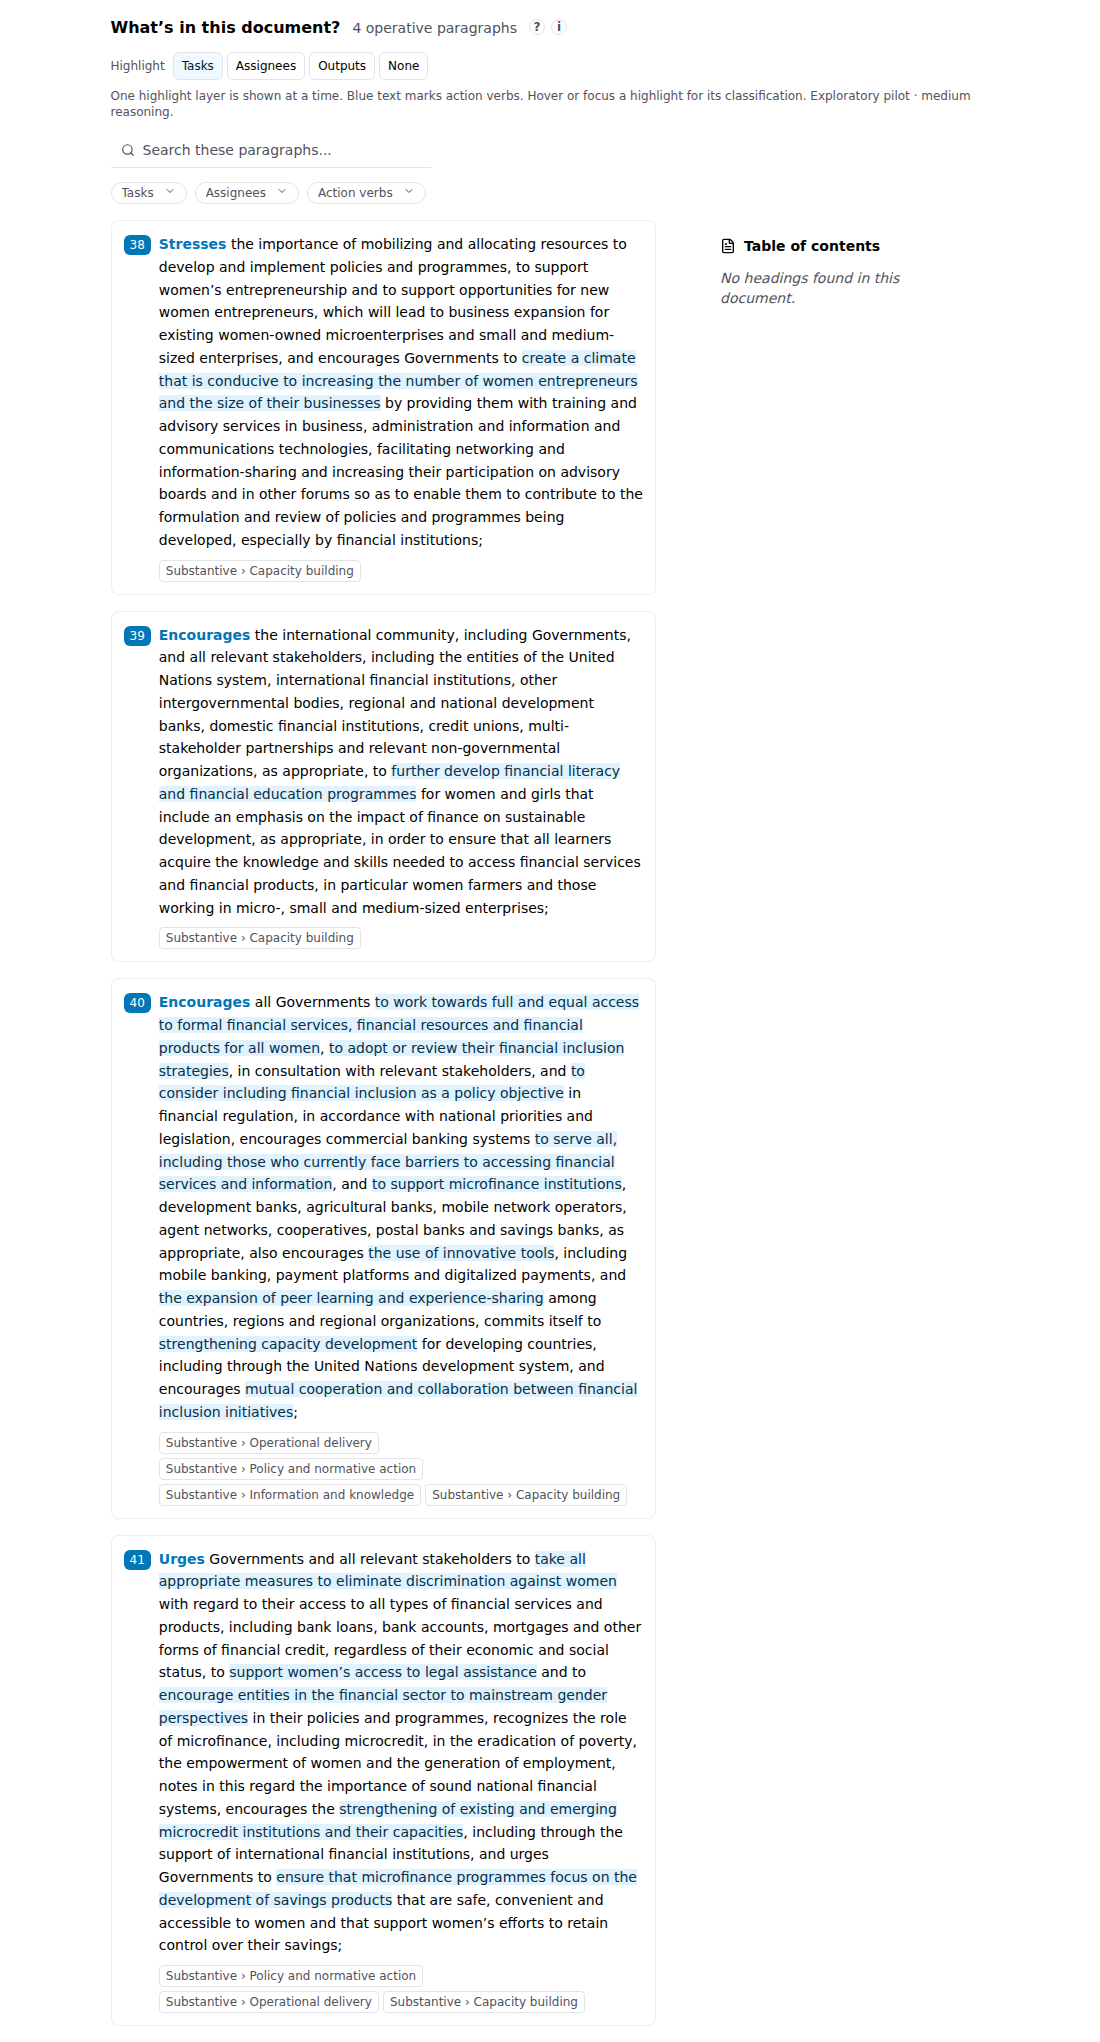 What’s in this document? 4 operative paragraphs ? i
Highlight Tasks Assignees Outputs None
One highlight layer is shown at a time. Blue text marks action verbs. Hover or focus a highlight for its classification. Exploratory pilot · medium
reasoning.
Search these paragraphs...
Tasks Assignees Action verbs
38 Stresses the importance of mobilizing and allocating resources to
develop and implement policies and programmes, to support
women’s entrepreneurship and to support opportunities for new
women entrepreneurs, which will lead to business expansion for
existing women-owned microenterprises and small and medium-
sized enterprises, and encourages Governments to create a climate
that is conducive to increasing the number of women entrepreneurs
and the size of their businesses by providing them with training and
advisory services in business, administration and information and
communications technologies, facilitating networking and
information-sharing and increasing their participation on advisory
boards and in other forums so as to enable them to contribute to the
formulation and review of policies and programmes being
developed, especially by financial institutions;
Substantive › Capacity building
Table of contents
No headings found in this
document.
39 Encourages the international community, including Governments,
and all relevant stakeholders, including the entities of the United
Nations system, international financial institutions, other
intergovernmental bodies, regional and national development
banks, domestic financial institutions, credit unions, multi-
stakeholder partnerships and relevant non-governmental
organizations, as appropriate, to further develop financial literacy
and financial education programmes for women and girls that
include an emphasis on the impact of finance on sustainable
development, as appropriate, in order to ensure that all learners
acquire the knowledge and skills needed to access financial services
and financial products, in particular women farmers and those
working in micro-, small and medium-sized enterprises;
Substantive › Capacity building
40 Encourages all Governments to work towards full and equal access
to formal financial services, financial resources and financial
products for all women, to adopt or review their financial inclusion
strategies, in consultation with relevant stakeholders, and to
consider including financial inclusion as a policy objective in
financial regulation, in accordance with national priorities and
legislation, encourages commercial banking systems to serve all,
including those who currently face barriers to accessing financial
services and information, and to support microfinance institutions,
development banks, agricultural banks, mobile network operators,
agent networks, cooperatives, postal banks and savings banks, as
appropriate, also encourages the use of innovative tools, including
mobile banking, payment platforms and digitalized payments, and
the expansion of peer learning and experience-sharing among
countries, regions and regional organizations, commits itself to
strengthening capacity development for developing countries,
including through the United Nations development system, and
encourages mutual cooperation and collaboration between financial
inclusion initiatives;
Substantive › Operational delivery
Substantive › Policy and normative action
Substantive › Information and knowledge Substantive › Capacity building
41 Urges Governments and all relevant stakeholders to take all
appropriate measures to eliminate discrimination against women
with regard to their access to all types of financial services and
products, including bank loans, bank accounts, mortgages and other
forms of financial credit, regardless of their economic and social
status, to support women’s access to legal assistance and to
encourage entities in the financial sector to mainstream gender
perspectives in their policies and programmes, recognizes the role
of microfinance, including microcredit, in the eradication of poverty,
the empowerment of women and the generation of employment,
notes in this regard the importance of sound national financial
systems, encourages the strengthening of existing and emerging
microcredit institutions and their capacities, including through the
support of international financial institutions, and urges
Governments to ensure that microfinance programmes focus on the
development of savings products that are safe, convenient and
accessible to women and that support women’s efforts to retain
control over their savings;
Substantive › Policy and normative action
Substantive › Operational delivery Substantive › Capacity building